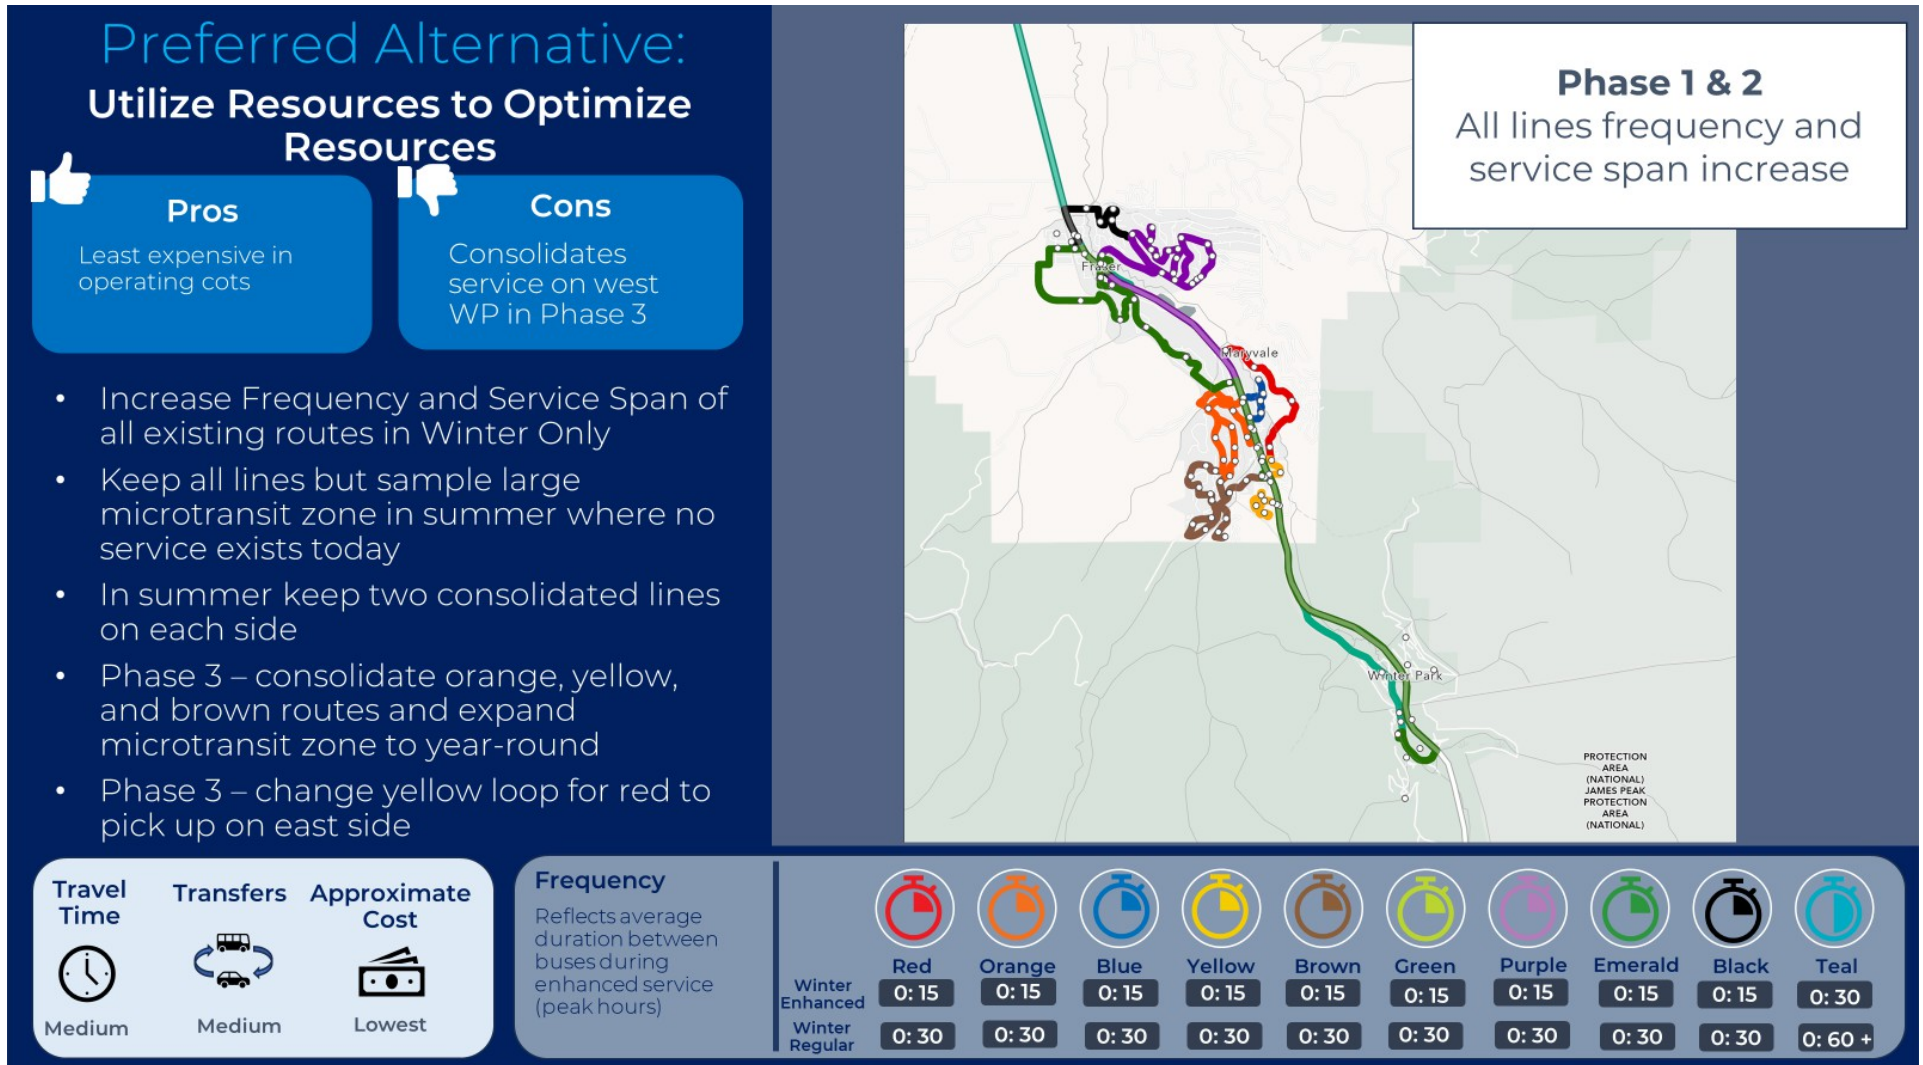 Preferred Alternative:
Utilize Resources to Optimize
Resources
Pros
Least expensive in
operating cots
Cons
Consolidates
service on west
WP in Phase 3
• Increase Frequency and Service Span of
all existing routes in Winter Only
• Keep all lines but sample large
microtransit zone in summer where no
service exists today
• In summer keep two consolidated lines
on each side
• Phase 3 – consolidate orange, yellow,
and brown routes and expand
microtransit zone to year-round
• Phase 3 – change yellow loop for red to
pick up on east side
Phase 1 & 2
All lines frequency and
service span increase
Fraser
Maryvale
Winter Park
PROTECTION
AREA
(NATIONAL)
JAMES PEAK
PROTECTION
AREA
(NATIONAL)
Travel
Time
Medium
Transfers
Medium
Approximate
Cost
Lowest
Frequency
Reflects average
duration between
buses during
enhanced service
(peak hours)
Red Orange Blue Yellow Brown Green Purple Emerald Black Teal
Winter
Enhanced
0: 15 0: 15 0: 15 0: 15 0: 15 0: 15 0: 15 0: 15 0: 15 0: 30
Winter
Regular
0: 30 0: 30 0: 30 0: 30 0: 30 0: 30 0: 30 0: 30 0: 30 0: 60 +